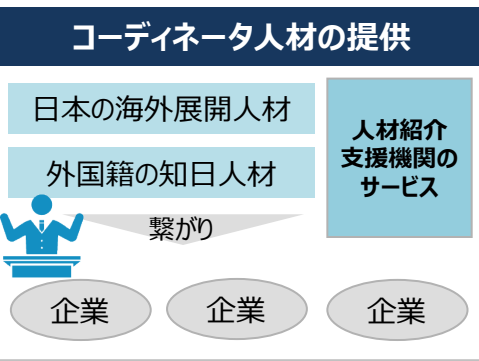 コーディネータ人材の提供
日本の海外展開人材
外国籍の知日人材
繋がり
人材紹介
支援機関の
サービス
企業
企業
企業